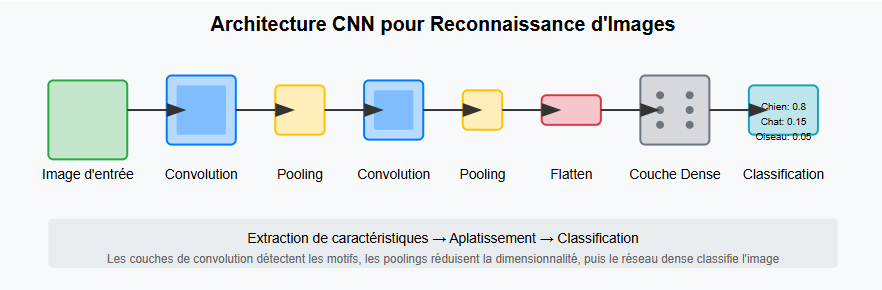 Architecture CNN pour Reconnaissance d'Images
Chien: 0.8
Chat: 0.15
Oiseau: 0.05
Image d'entrée
Convolution
Pooling
Convolution
Pooling
Flatten
Couche Dense
Classification
Extraction de caractéristiques → Aplatissement → Classification
Les couches de convolution détectent les motifs, les poolings réduisent la dimensionnalité, puis le réseau dense classifie l'image